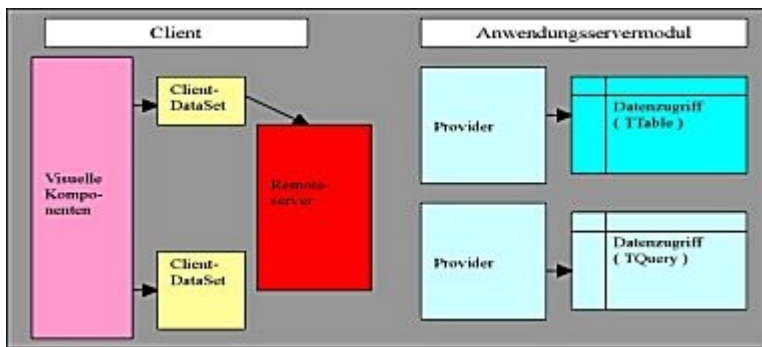 Client
Anwendungsservermodul
Client-
DataSet
Visuelle
Kompo-
nenten
Remote-
server
Client-
DataSet
Provider
Datenzugriff
( TTable )
Provider
Datenzugriff
( TQuery )